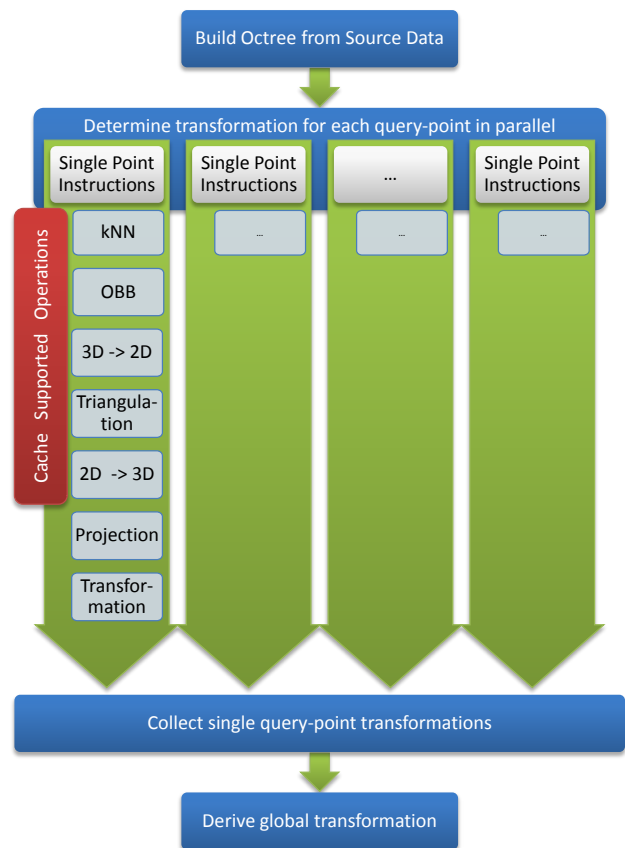 Build Octree from Source Data
Determine transformation for each query-point in parallel
Single Point
Instructions
Single Point
Instructions
...
Single Point
Instructions
Cache Supported Operations
kNN
OBB
3D -> 2D
Triangula-
tion
2D -> 3D
Projection
Transfor-
mation
...
...
...
Collect single query-point transformations
Derive global transformation